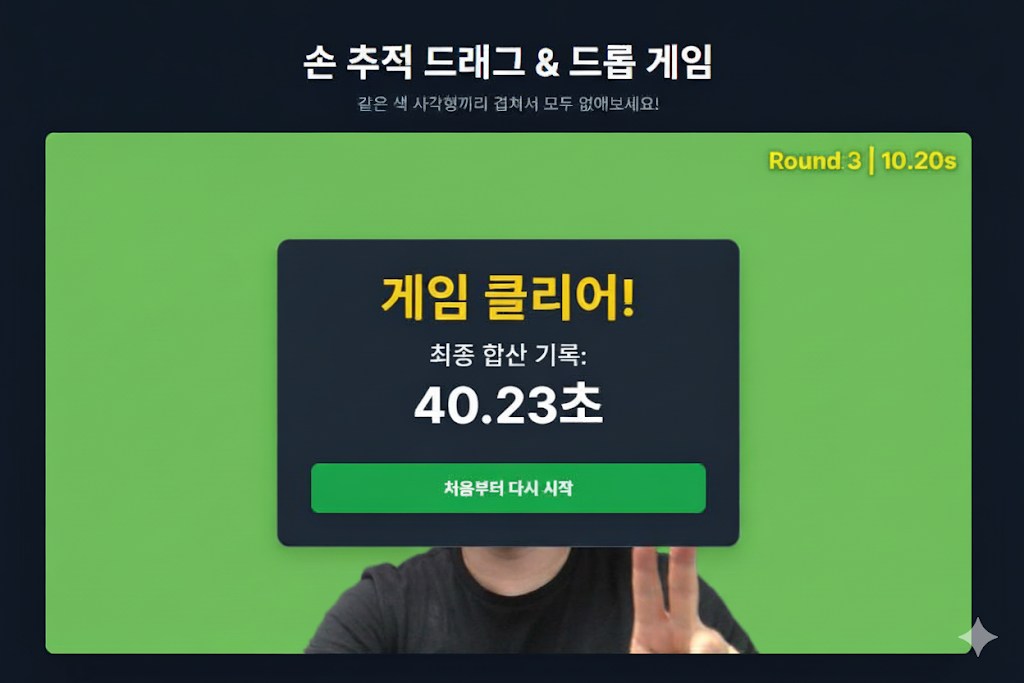 손 추적 드래그 & 드롭 게임
같은 색 사각형끼리 겹쳐서 모두 없애보세요!
Round 3 | 10.20s
게임 클리어!
최종 합산 기록:
40.23초
처음부터 다시 시작